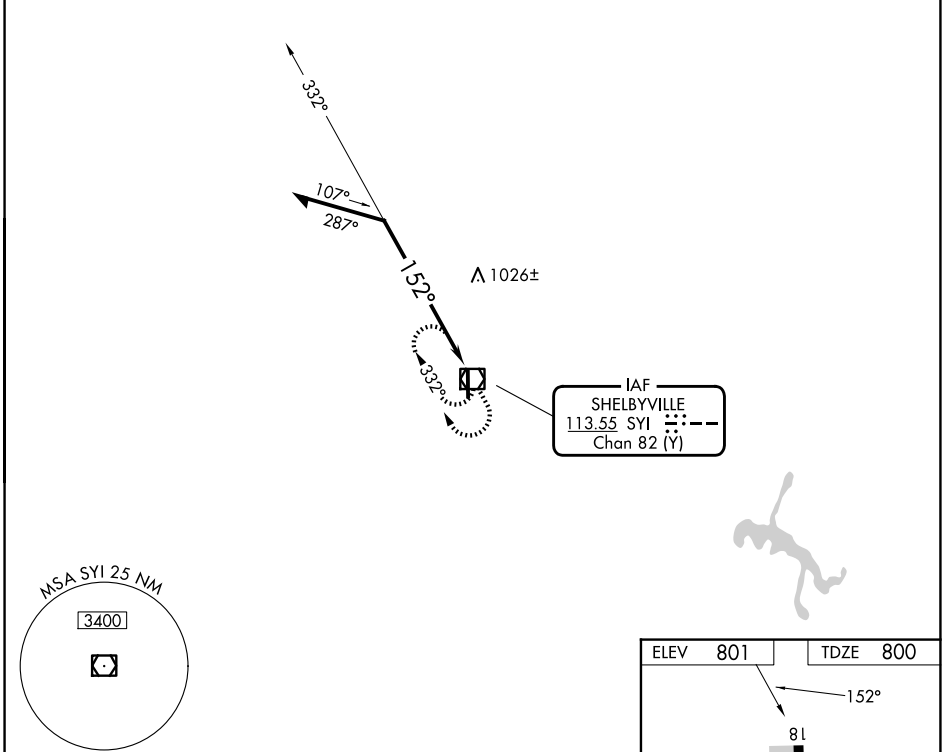 332°
107°
287°
152°
1026±
332°
IAF
SHELBYVILLE
113.55 SYI
Chan 82 (Y)
MSA SYI 25 NM
3400
ELEV 801
TDZE 800
152°
18